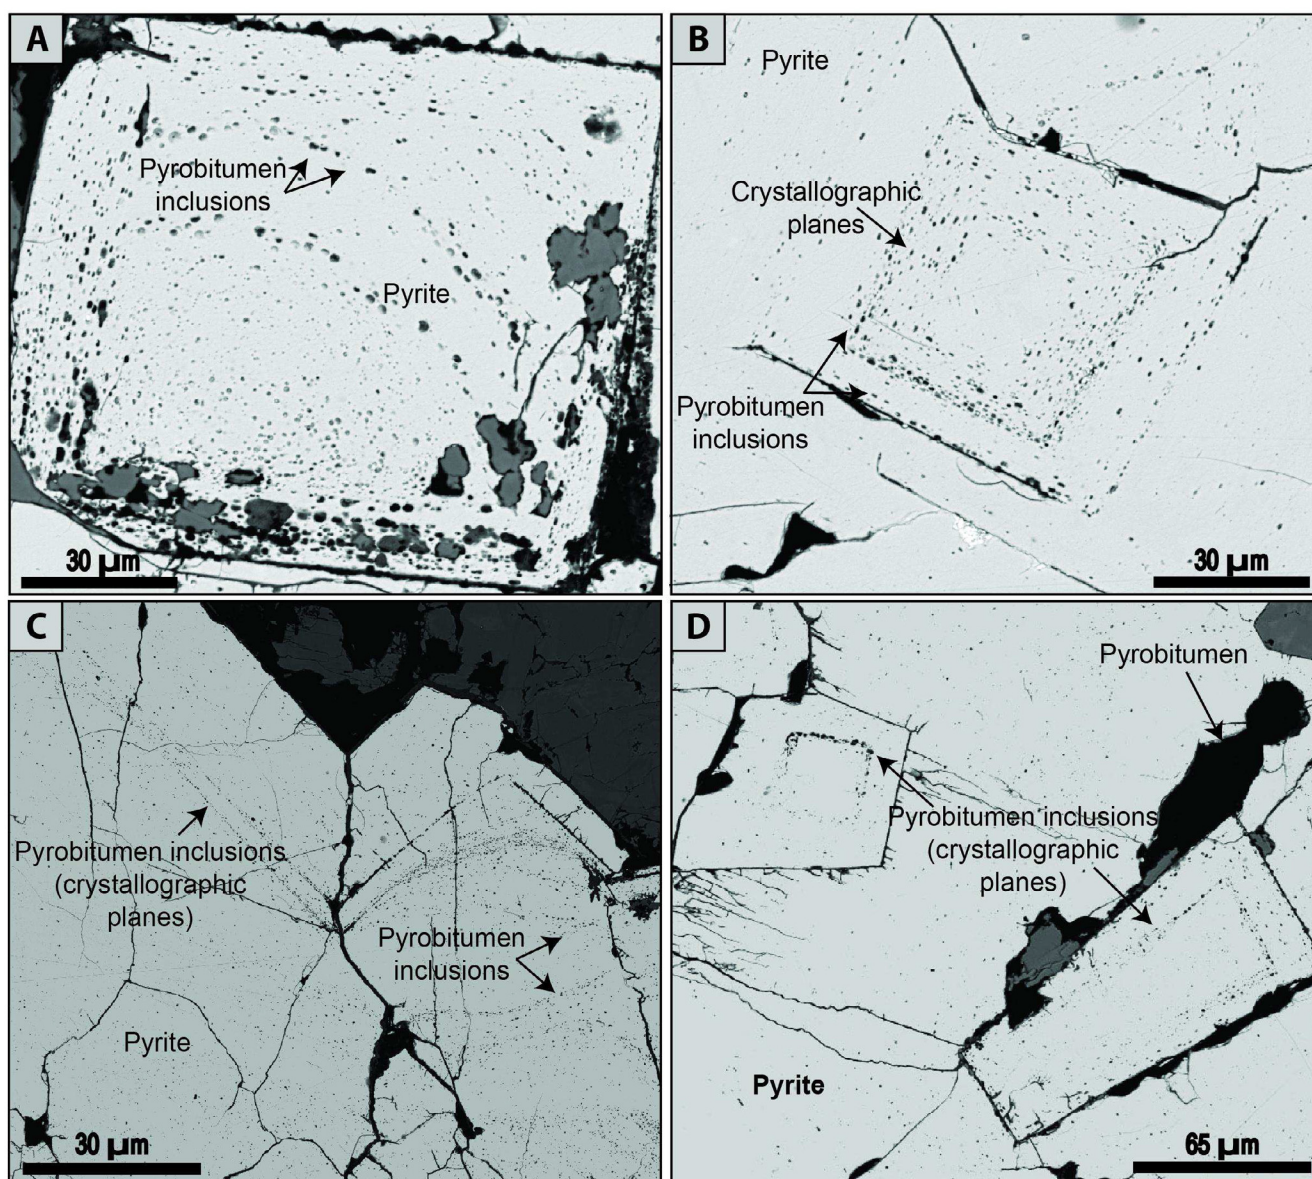 A
Pyrobitumen
inclusions
Pyrite
30 µm
B
Pyrite
Crystallographic
planes
Pyrobitumen
inclusions
30 µm
C
Pyrobitumen inclusions
(crystallographic
planes)
Pyrobitumen
inclusions
Pyrite
30 µm
D
Pyrobitumen
Pyrobitumen inclusions
(crystallographic
planes)
Pyrite
65 µm